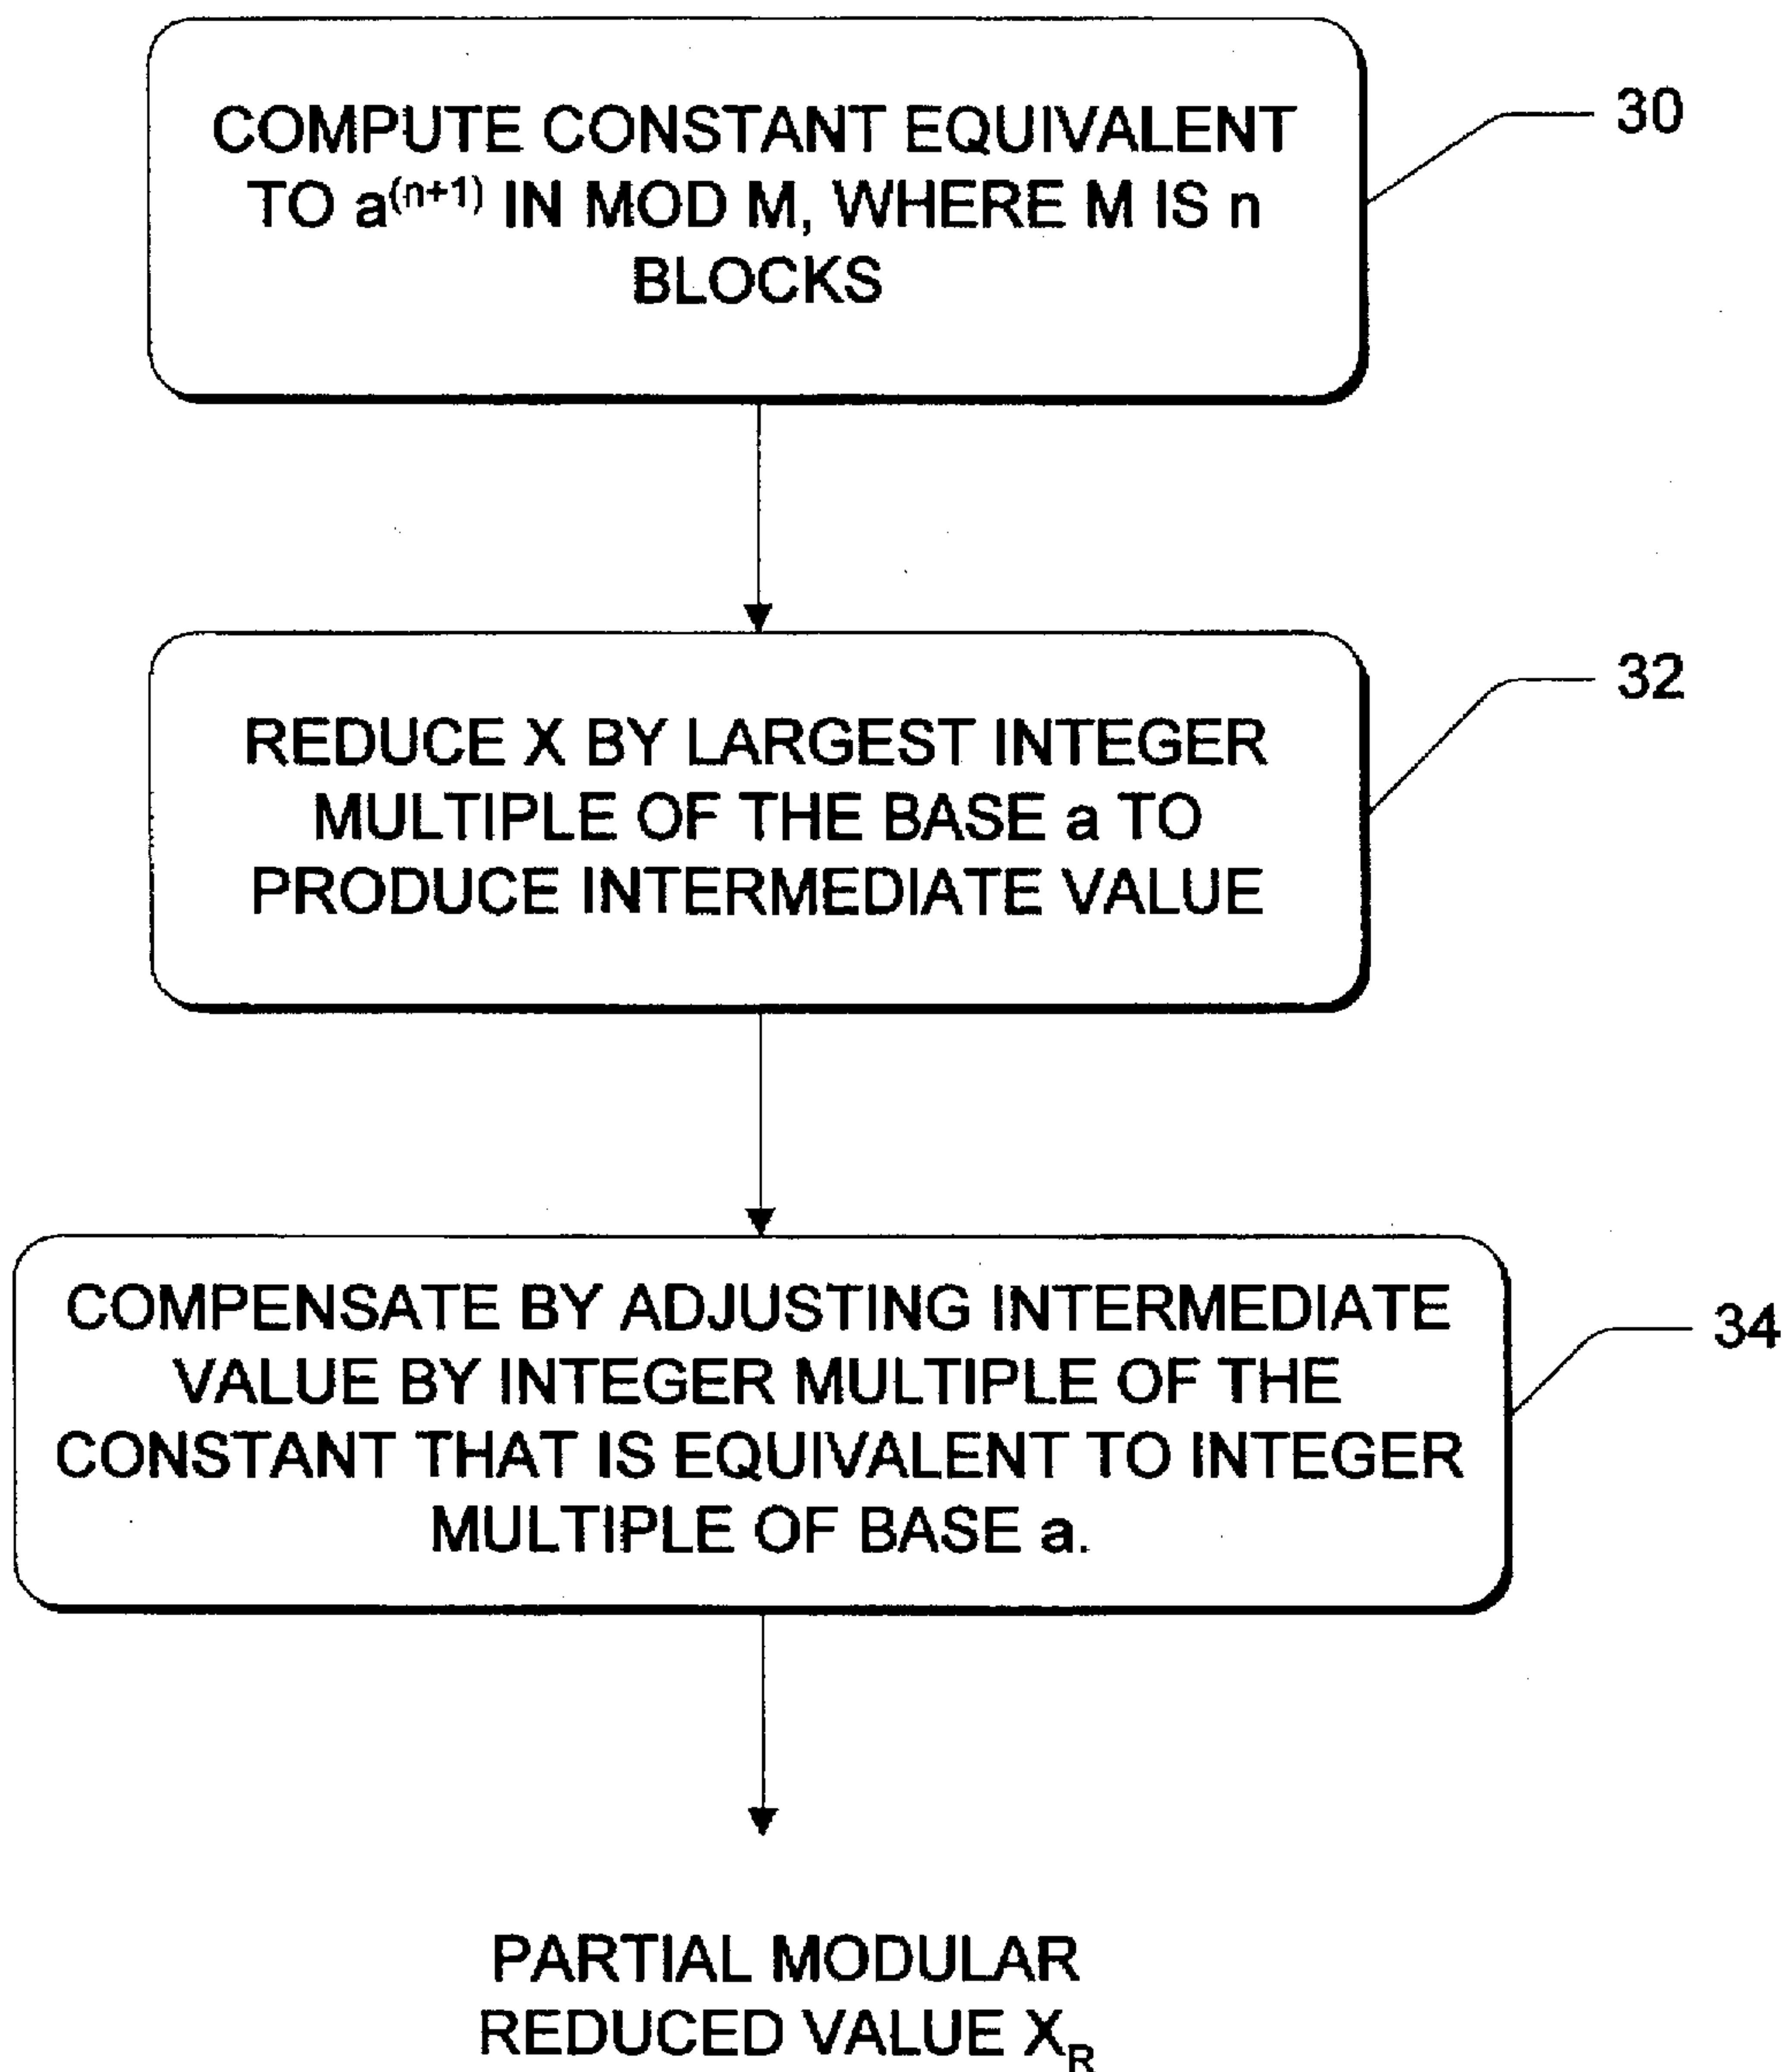 COMPUTE CONSTANT EQUIVALENT
TO a^(n+1) IN MOD M, WHERE M IS n
BLOCKS
30
REDUCE X BY LARGEST INTEGER
MULTIPLE OF THE BASE a TO
PRODUCE INTERMEDIATE VALUE
32
COMPENSATE BY ADJUSTING INTERMEDIATE
VALUE BY INTEGER MULTIPLE OF THE
CONSTANT THAT IS EQUIVALENT TO INTEGER
MULTIPLE OF BASE a.
34
PARTIAL MODULAR
REDUCED VALUE X_R